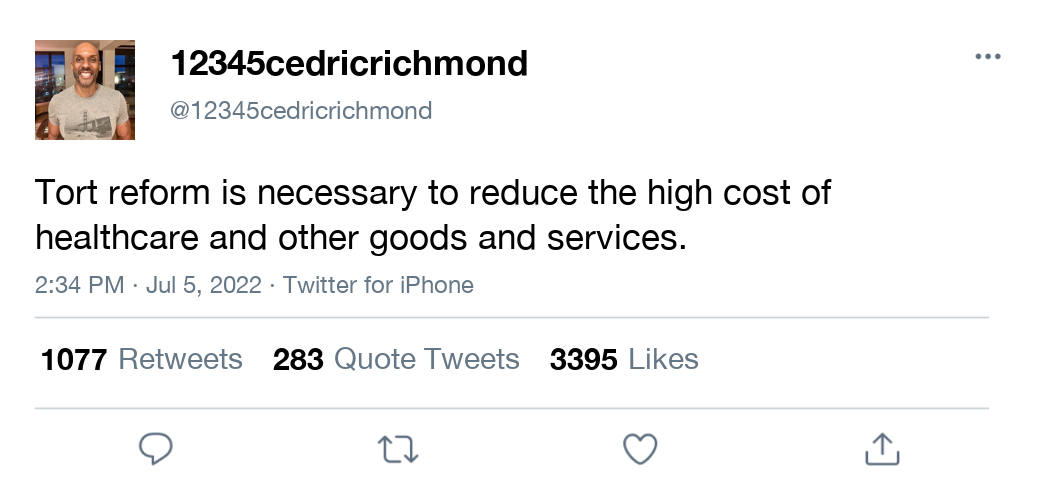 12345cedricrichmond
@12345cedricrichmond
Tort reform is necessary to reduce the high cost of
healthcare and other goods and services.
2:34 PM · Jul 5, 2022 · Twitter for iPhone
1077 Retweets 283 Quote Tweets 3395 Likes